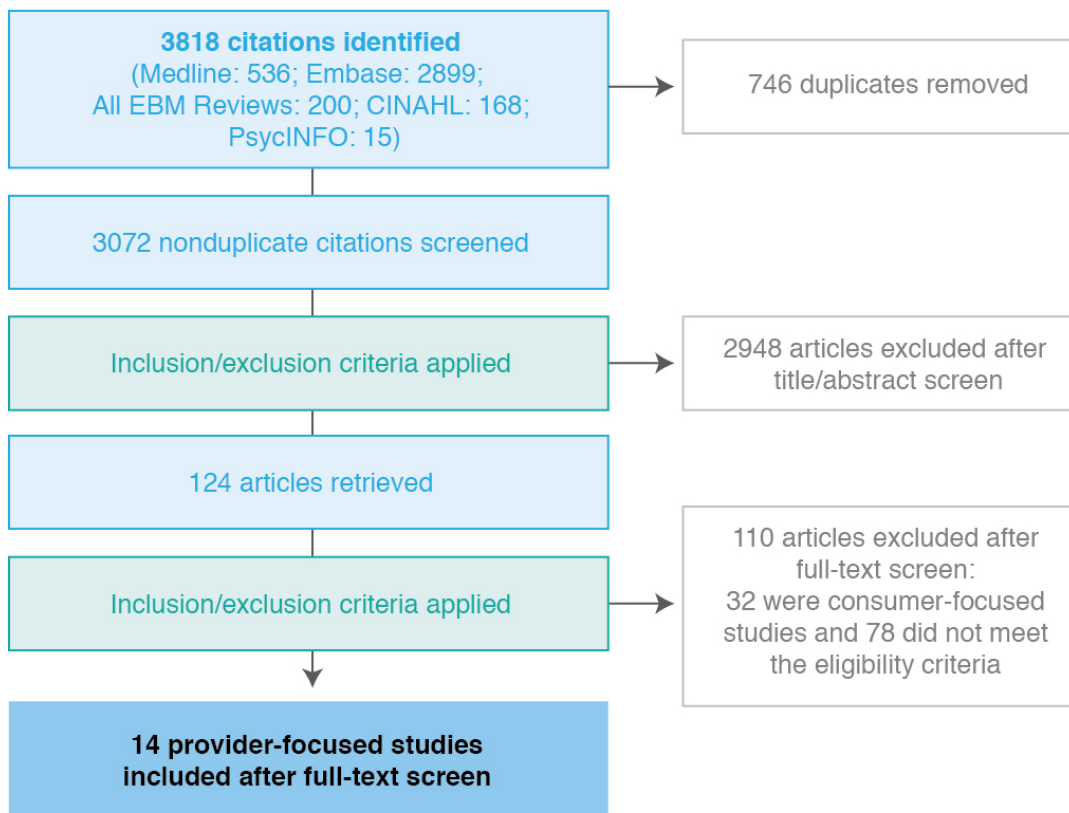 3818 citations identified
(Medline: 536; Embase: 2899;
All EBM Reviews: 200; CINAHL: 168;
PsycINFO: 15)
746 duplicates removed
3072 nonduplicate citations screened
Inclusion/exclusion criteria applied
2948 articles excluded after
title/abstract screen
124 articles retrieved
Inclusion/exclusion criteria applied
110 articles excluded after
full-text screen:
32 were consumer-focused
studies and 78 did not meet
the eligibility criteria
14 provider-focused studies
included after full-text screen